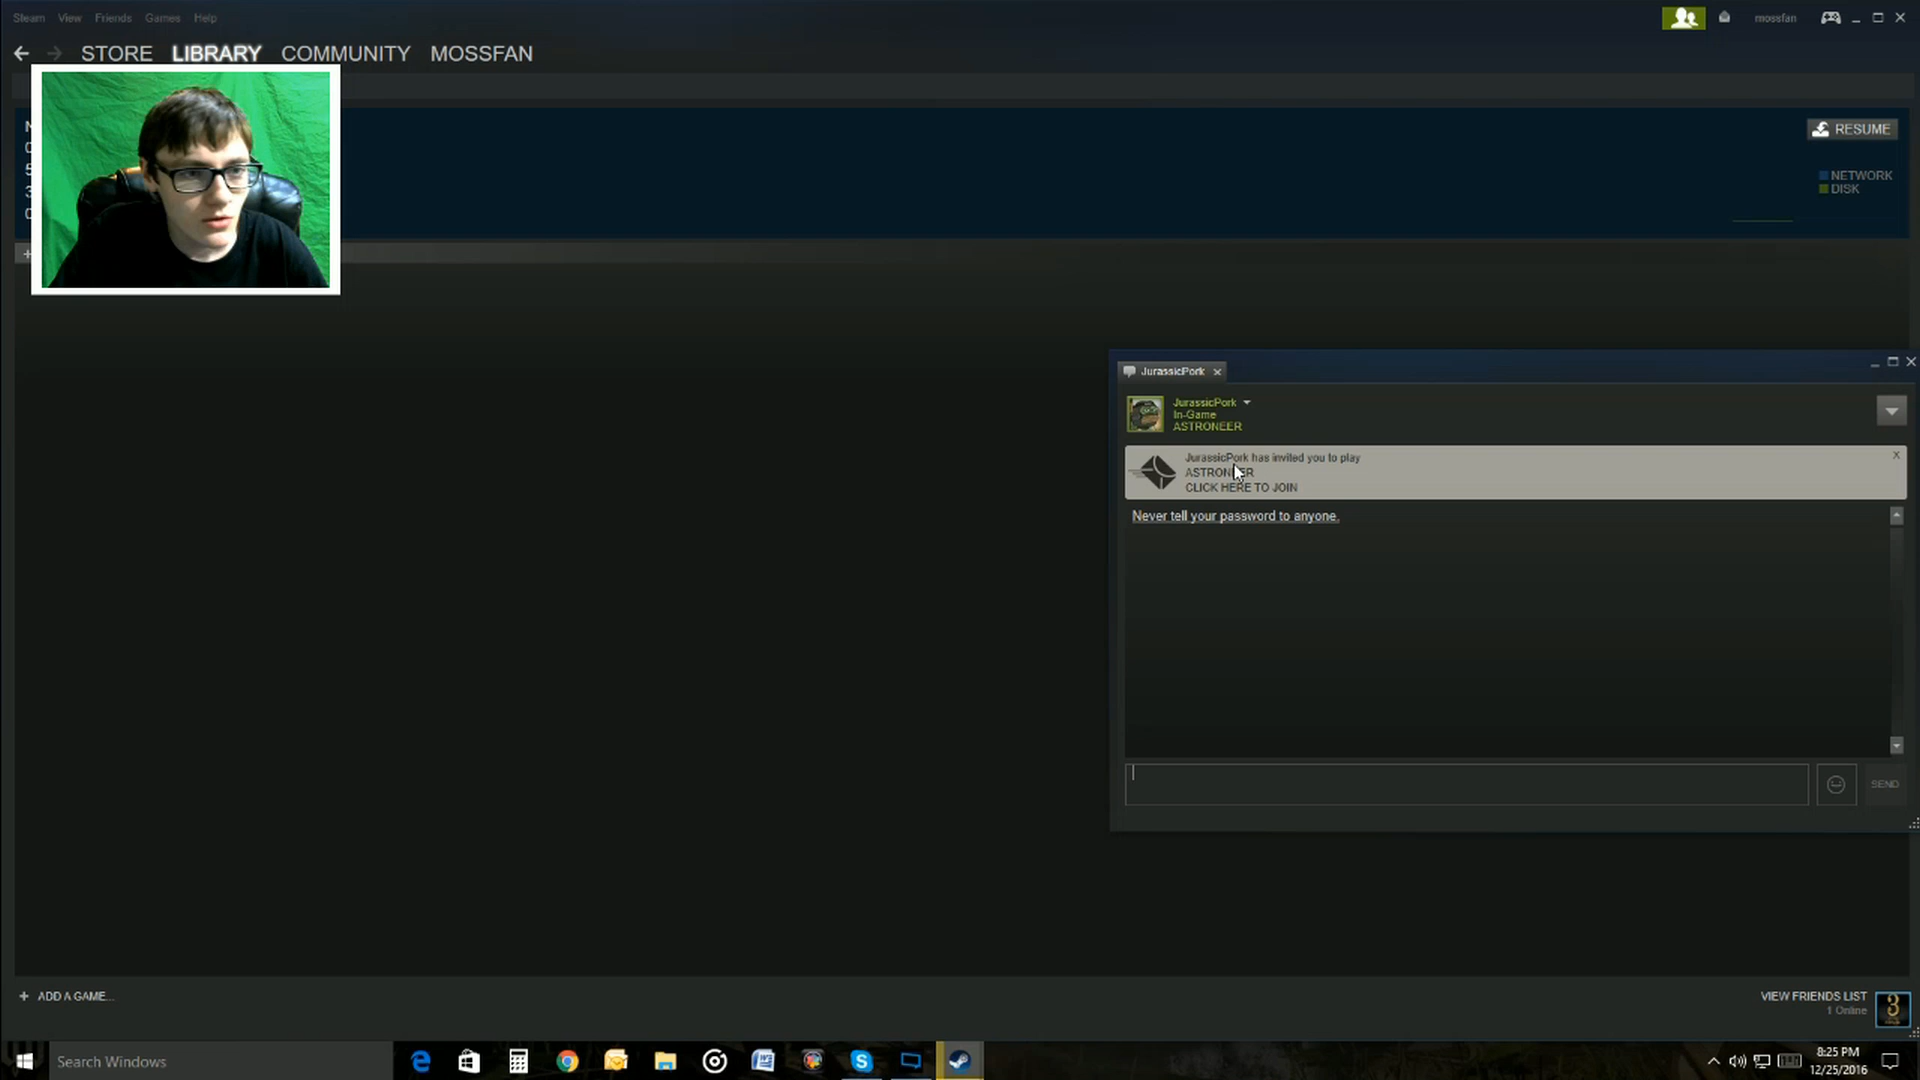 Steam View Friends Games Help
mossfan
STORE LIBRARY COMMUNITY MOSSFAN
RESUME
NETWORK
DISK
+
JurassicPork x
JurassicPork
In-Game
ASTRONEER
JurassicPork has invited you to play
ASTRONEER
CLICK HERE TO JOIN
X
Never tell your password to anyone.
SEND
+ ADD A GAME...
VIEW FRIENDS LIST
1 Online
3
Search Windows
8:25 PM
12/25/2016